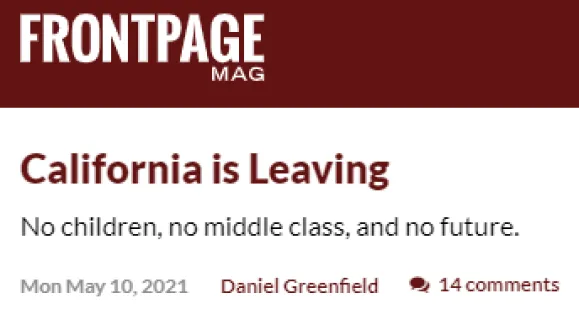 FRONTPAGE
MAG
California is Leaving
No children, no middle class, and no future.
Mon May 10, 2021 Daniel Greenfield 14 comments